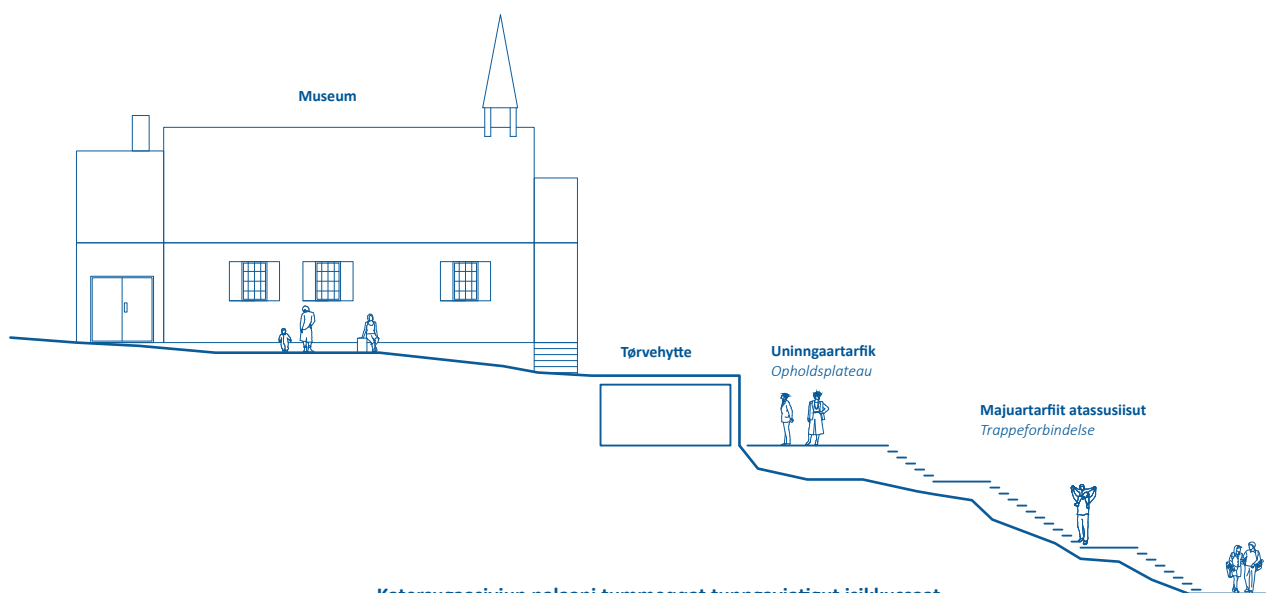 Museum
Tørvehytte
Uninngaartarfik
Opholdsplateau
Majuartarfiit atassusiisut
Trappeforbindelse